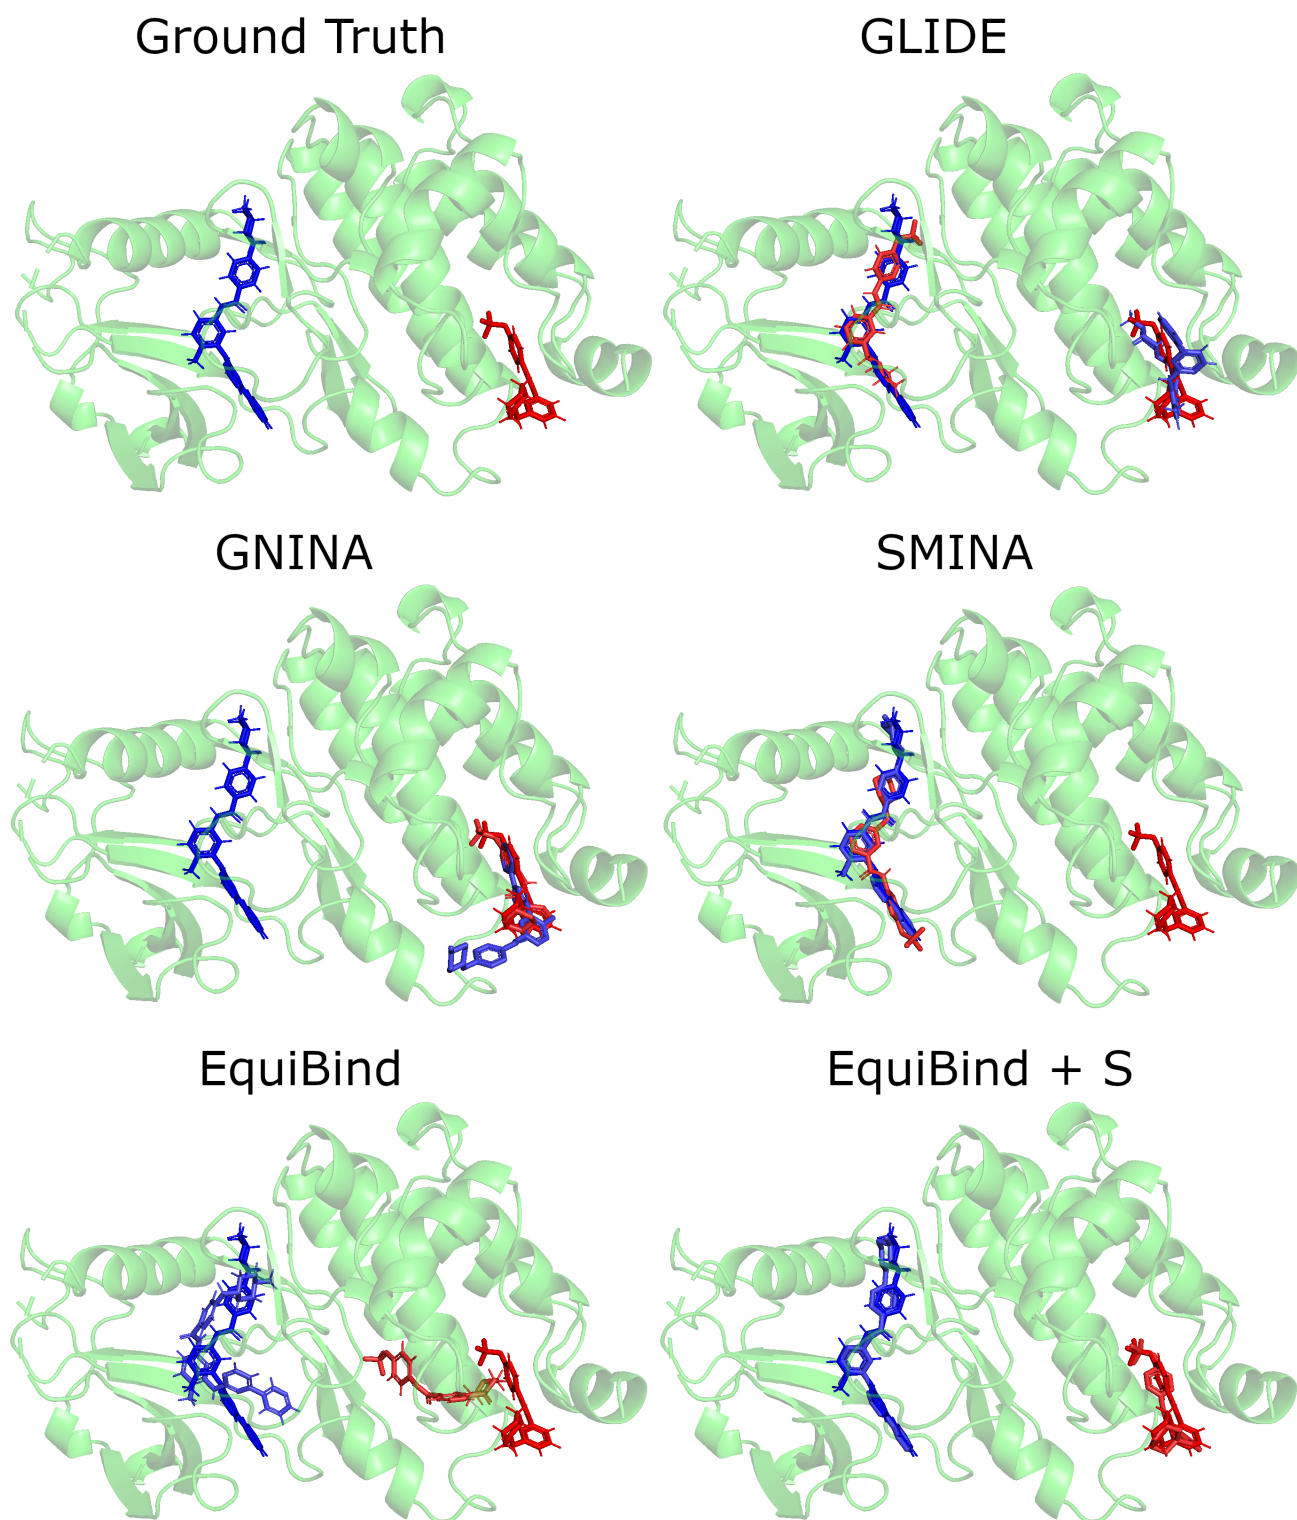 Ground Truth
GLIDE
GNINA
SMINA
EquiBind
EquiBind + S